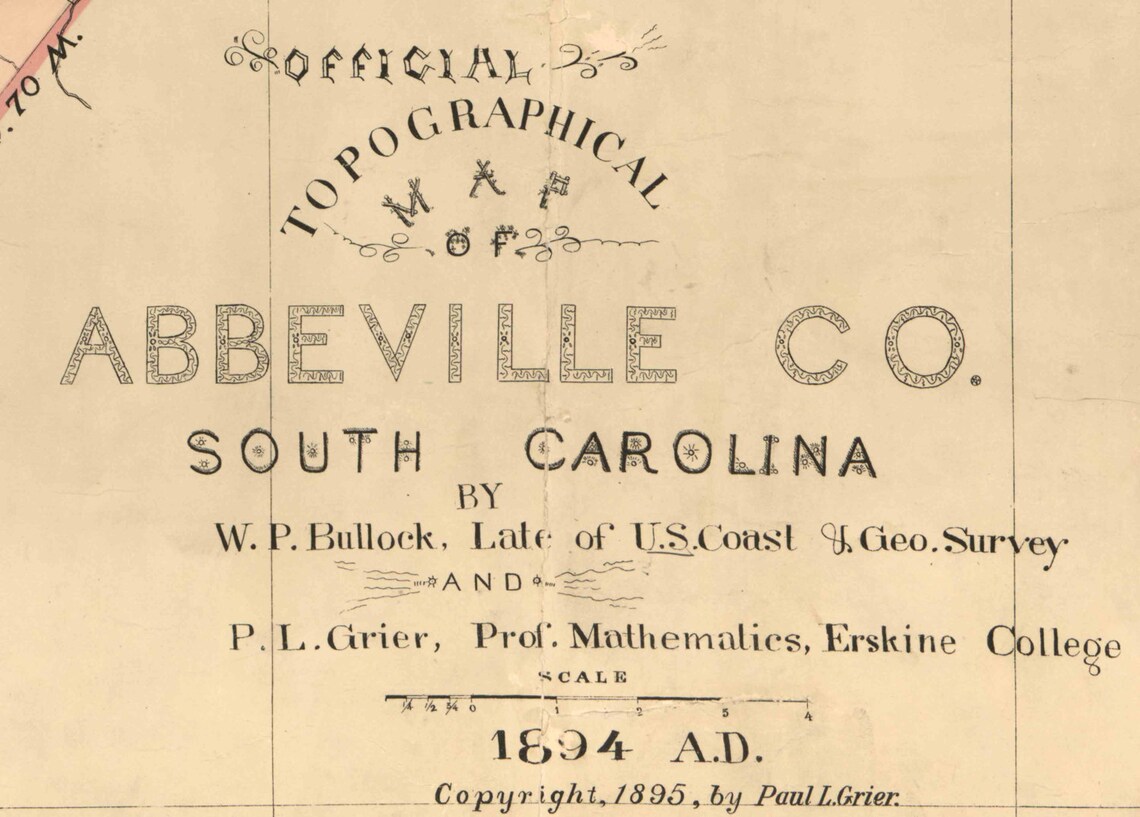 . 70 M.
OFFICIAL
TOPOGRAPHICAL
MAP
OF
ABBEVILLE CO.
SOUTH CAROLINA
BY
W. P. Bullock, Late of U.S. Coast & Geo. Survey
AND
P. L. Grier, Prof. Mathematics, Erskine College
SCALE
1/4 1/2 3/4 0 1 2 3 4
1894 A.D.
Copyright, 1895, by Paul L. Grier.